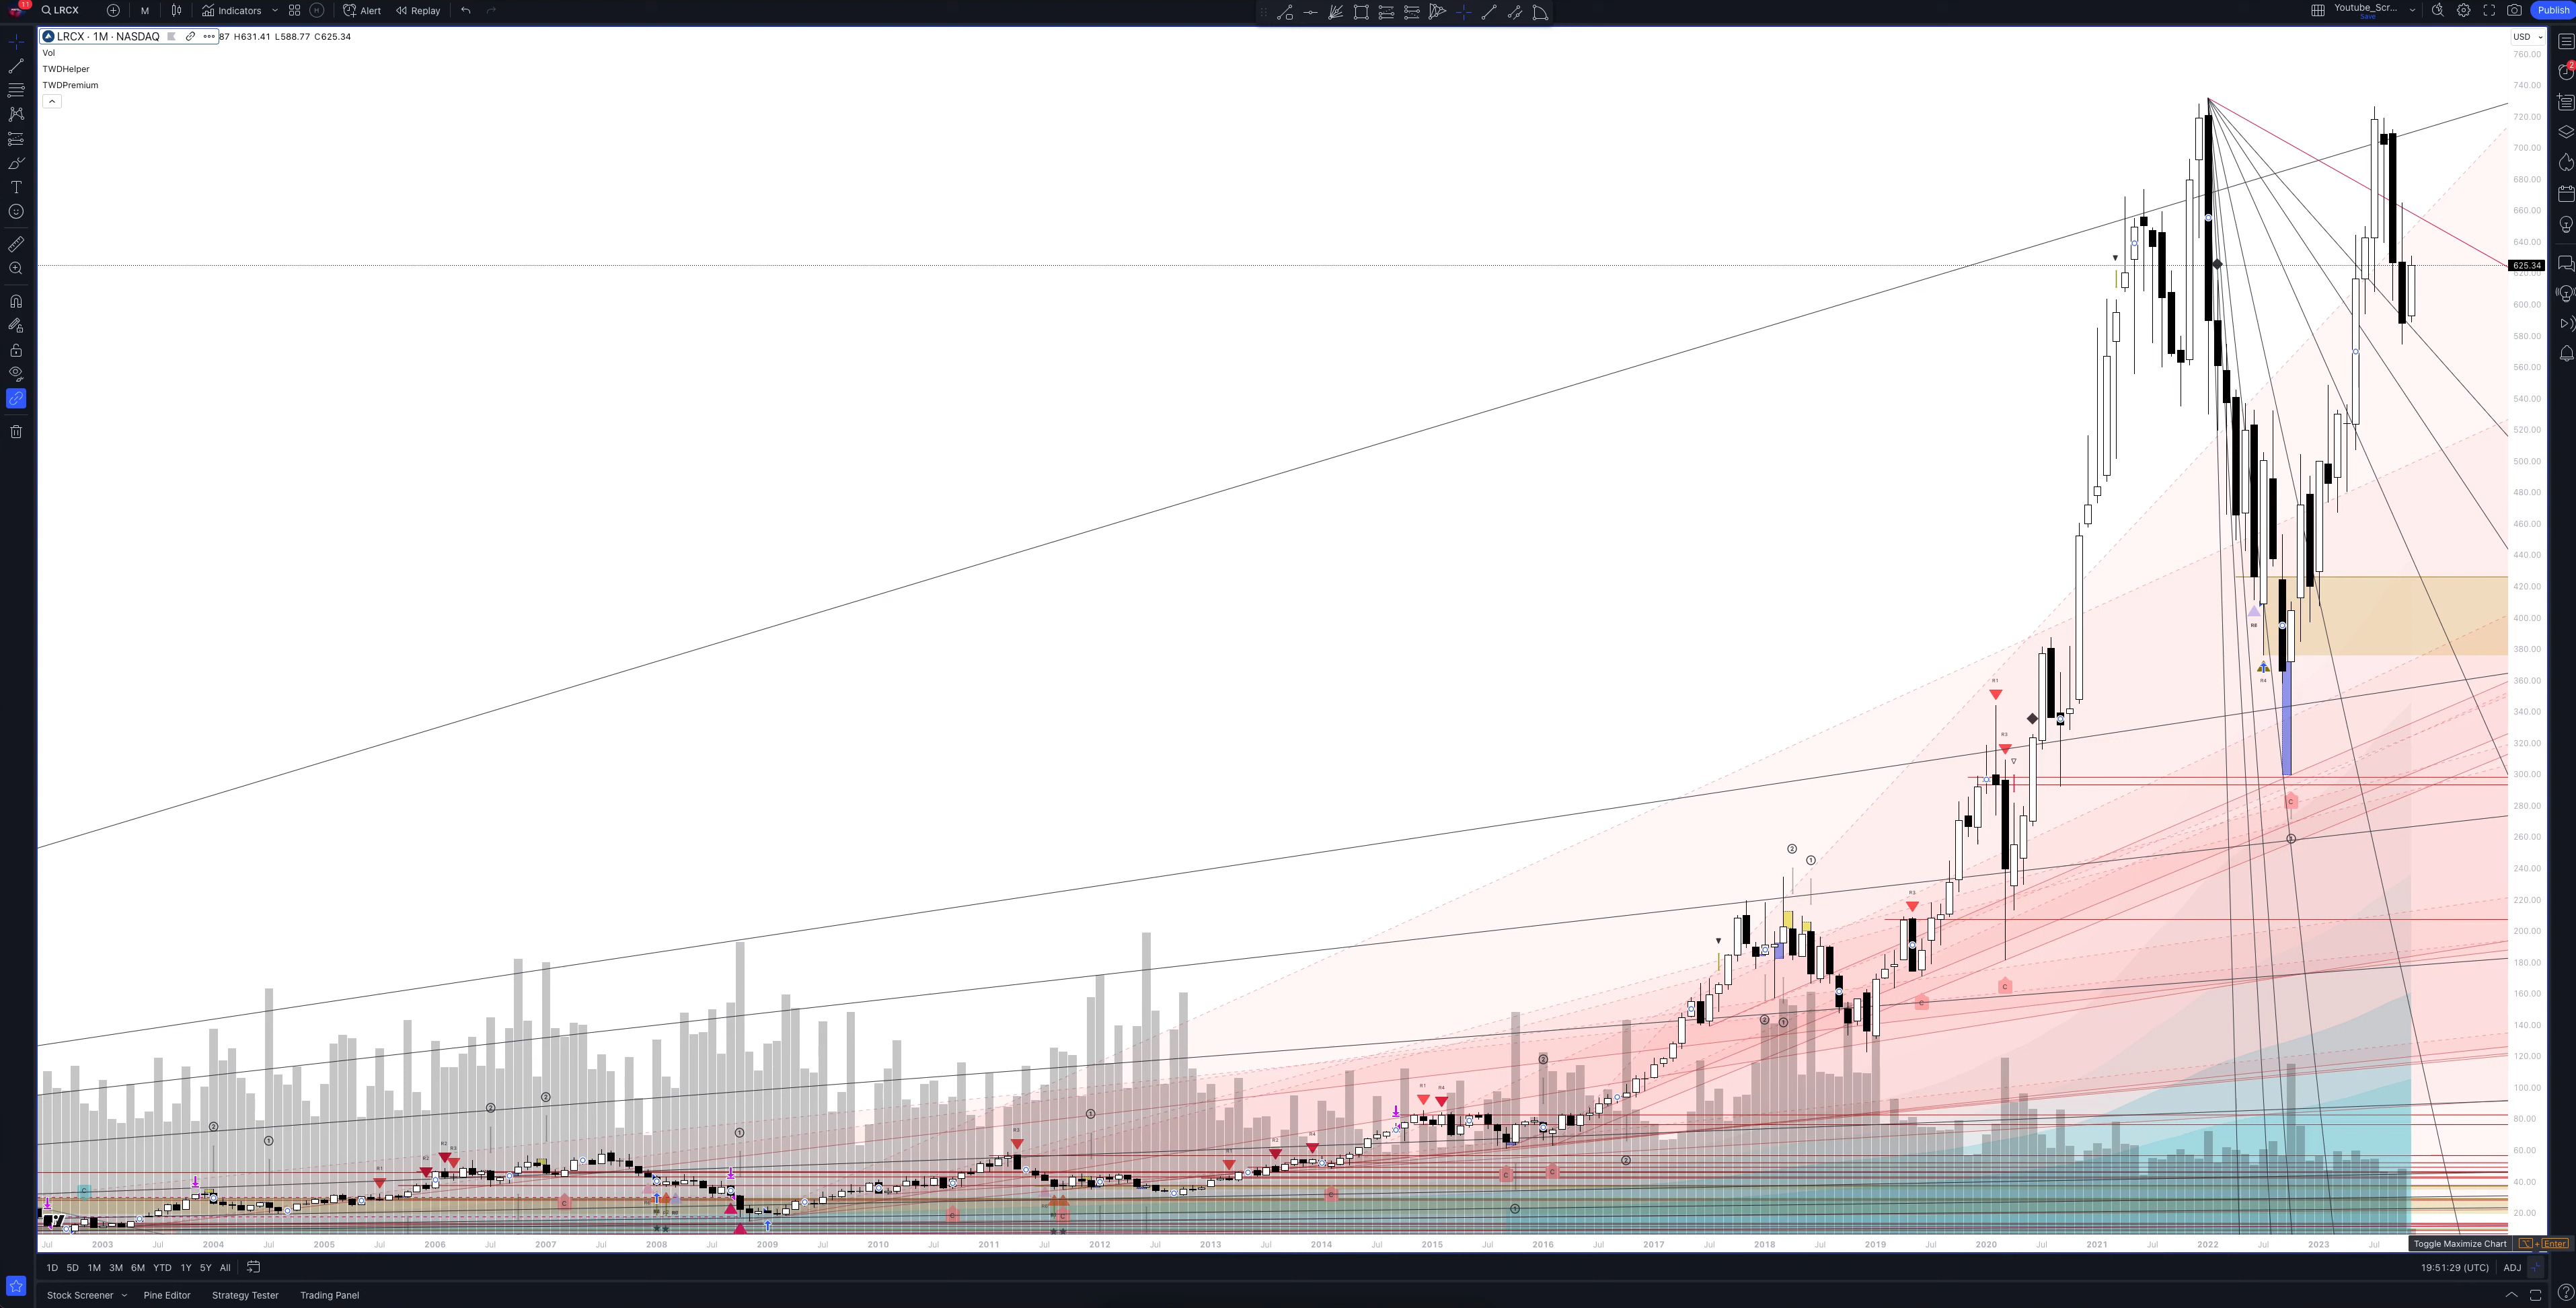 11
LRCX
M
Indicators
Alert
Replay
Youtube_Scr...
Save
Publish
LRCX · 1M · NASDAQ
87 H631.41 L588.77 C625.34
USD
Vol
TWDHelper
TWDPremium
2
760.00
740.00
720.00
700.00
680.00
660.00
640.00
625.34
620.00
600.00
580.00
560.00
540.00
520.00
500.00
480.00
460.00
440.00
420.00
400.00
380.00
360.00
340.00
320.00
300.00
280.00
260.00
240.00
220.00
200.00
180.00
160.00
140.00
120.00
100.00
80.00
60.00
40.00
20.00
Jul 2003 Jul 2004 Jul 2005 Jul 2006 Jul 2007 Jul 2008 Jul 2009 Jul 2010 Jul 2011 Jul 2012 Jul 2013 Jul 2014 Jul 2015 Jul 2016 Jul 2017 Jul 2018 Jul 2019 Jul 2020 Jul 2021 Jul 2022 Jul 2023 Jul
Toggle Maximize Chart + Enter
1D 5D 1M 3M 6M YTD 1Y 5Y All
19:51:29 (UTC) ADJ
Stock Screener Pine Editor Strategy Tester Trading Panel